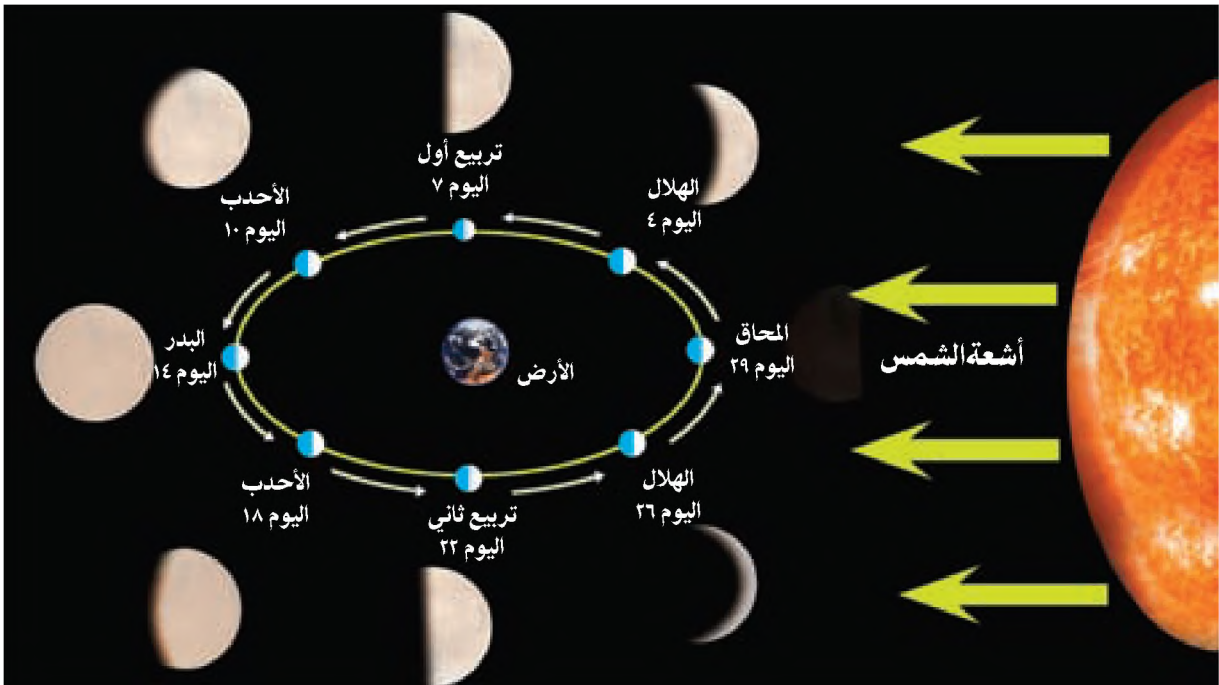 تربيع أول
اليوم ٧
الهلال
اليوم ٤
الأحدب
اليوم ١٠
المحاق
اليوم ٢٩
أشعة الشمس
البدر
اليوم ١٤
الأرض
الأحدب
اليوم ١٨
تربيع ثاني
اليوم ٢٢
الهلال
اليوم ٢٦